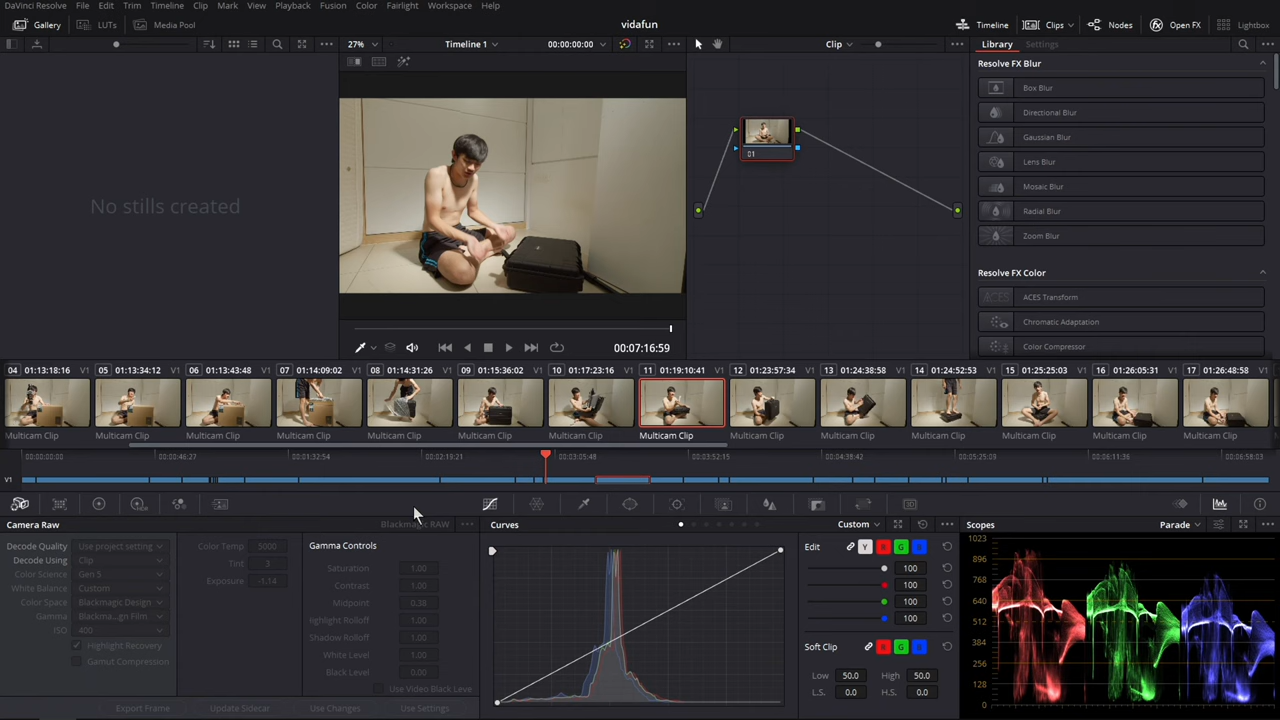 DaVinci Resolve File Edit Trim Timeline Clip Mark View Playback Fusion Color Fairlight Workspace Help
Gallery LUTs Media Pool vidafun Timeline Clips Nodes Open FX Lightbox
27% Timeline 1 00:00:00:00 Clip Library Settings
Resolve FX Blur
Box Blur
Directional Blur
Gaussian Blur
Lens Blur
Mosaic Blur
Radial Blur
Zoom Blur
Resolve FX Color
ACES Transform
Chromatic Adaptation
Color Compressor
No stills created
01
00:07:16:59
04 01:13:18:16 V1 05 01:13:34:12 V1 06 01:13:43:48 V1 07 01:14:09:02 V1 08 01:14:31:26 V1 09 01:15:36:02 V1 10 01:17:23:16 V1 11 01:19:10:41 V1 12 01:23:57:34 V1 13 01:24:38:58 V1 14 01:24:52:53 V1 15 01:25:25:03 V1 16 01:26:05:31 V1 17 01:26:48:58 V1
Multicam Clip Multicam Clip Multicam Clip Multicam Clip Multicam Clip Multicam Clip Multicam Clip Multicam Clip Multicam Clip Multicam Clip Multicam Clip Multicam Clip Multicam Clip Multicam Clip
00:00:00:00 00:00:46:27 00:01:32:54 00:02:19:21 00:03:05:48 00:03:52:15 00:04:38:42 00:05:25:09 00:06:11:36 00:06:58:03
V1
Camera Raw Blackmagic RAW
Decode Quality Use project setting
Decode Using Clip
Color Science Gen 5
White Balance Custom
Color Space Blackmagic Design
Gamma Blackma...gn Film
ISO 400
Highlight Recovery
Gamut Compression
Color Temp 5000
Tint 3
Exposure -1.14
Gamma Controls
Saturation 1.00
Contrast 1.00
Midpoint 0.38
Highlight Rolloff 1.00
Shadow Rolloff 1.00
White Level 1.00
Black Level 0.00
Use Video Black Leve
Export Frame Update Sidecar Use Changes Use Settings
Curves Custom
Edit Y R G B
100
100
100
100
Soft Clip R G B
Low 50.0 High 50.0
L.S. 0.0 H.S. 0.0
Scopes Parade
1023
896
768
640
512
384
256
128
0